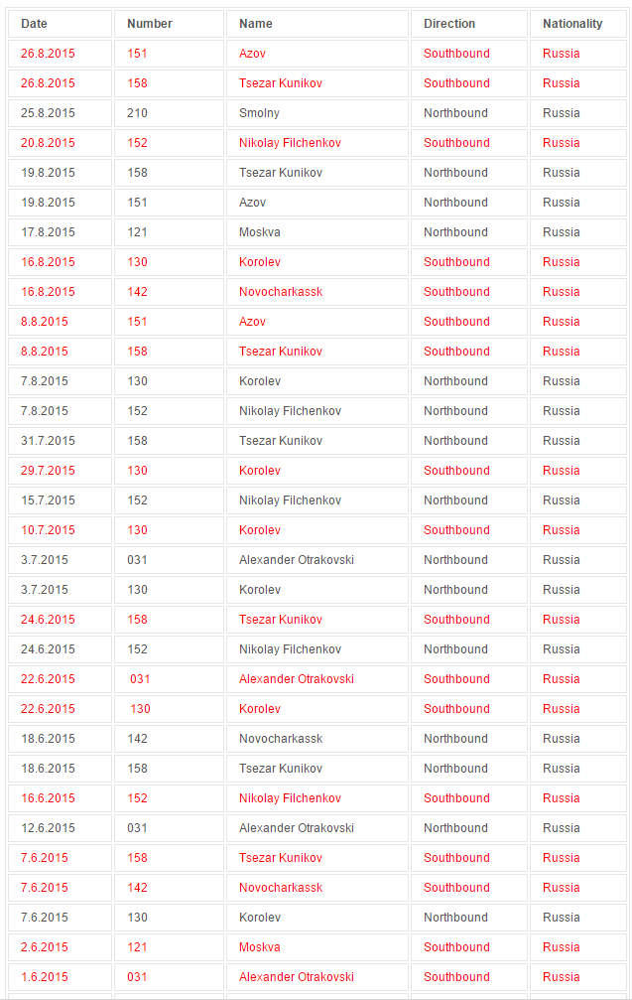 Date Number Name Direction Nationality
26.8.2015 151 Azov Southbound Russia
26.8.2015 158 Tsezar Kunikov Southbound Russia
25.8.2015 210 Smolny Northbound Russia
20.8.2015 152 Nikolay Filchenkov Southbound Russia
19.8.2015 158 Tsezar Kunikov Northbound Russia
19.8.2015 151 Azov Northbound Russia
17.8.2015 121 Moskva Northbound Russia
16.8.2015 130 Korolev Southbound Russia
16.8.2015 142 Novocharkassk Southbound Russia
8.8.2015 151 Azov Southbound Russia
8.8.2015 158 Tsezar Kunikov Southbound Russia
7.8.2015 130 Korolev Northbound Russia
7.8.2015 152 Nikolay Filchenkov Northbound Russia
31.7.2015 158 Tsezar Kunikov Northbound Russia
29.7.2015 130 Korolev Southbound Russia
15.7.2015 152 Nikolay Filchenkov Northbound Russia
10.7.2015 130 Korolev Southbound Russia
3.7.2015 031 Alexander Otrakovski Northbound Russia
3.7.2015 130 Korolev Northbound Russia
24.6.2015 158 Tsezar Kunikov Southbound Russia
24.6.2015 152 Nikolay Filchenkov Northbound Russia
22.6.2015 031 Alexander Otrakovski Southbound Russia
22.6.2015 130 Korolev Southbound Russia
18.6.2015 142 Novocharkassk Northbound Russia
18.6.2015 158 Tsezar Kunikov Northbound Russia
16.6.2015 152 Nikolay Filchenkov Southbound Russia
12.6.2015 031 Alexander Otrakovski Northbound Russia
7.6.2015 158 Tsezar Kunikov Southbound Russia
7.6.2015 142 Novocharkassk Southbound Russia
7.6.2015 130 Korolev Northbound Russia
2.6.2015 121 Moskva Southbound Russia
1.6.2015 031 Alexander Otrakovski Southbound Russia